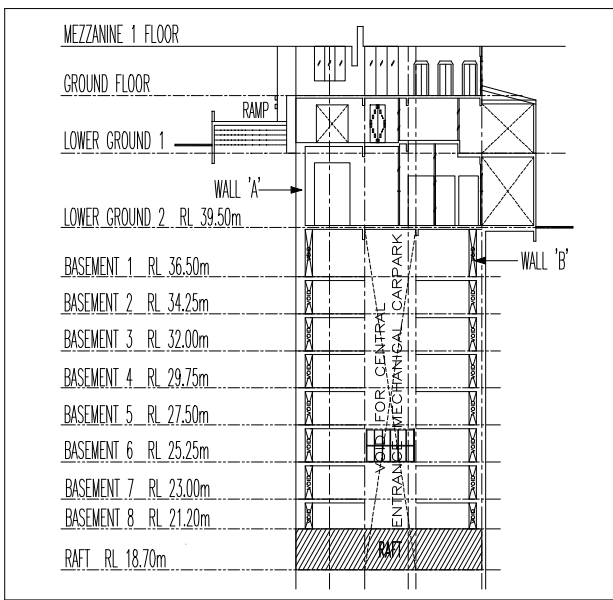 MEZZANINE 1 FLOOR
GROUND FLOOR
RAMP
LOWER GROUND 1
WALL 'A'
LOWER GROUND 2 RL 39.50m
WALL 'B'
BASEMENT 1 RL 36.50m
BASEMENT 2 RL 34.25m
BASEMENT 3 RL 32.00m
BASEMENT 4 RL 29.75m
BASEMENT 5 RL 27.50m
BASEMENT 6 RL 25.25m
BASEMENT 7 RL 23.00m
BASEMENT 8 RL 21.20m
VOID FOR CENTRAL
ENTRANCE MECHANICAL CARPARK
RAFT RL 18.70m
RAFT